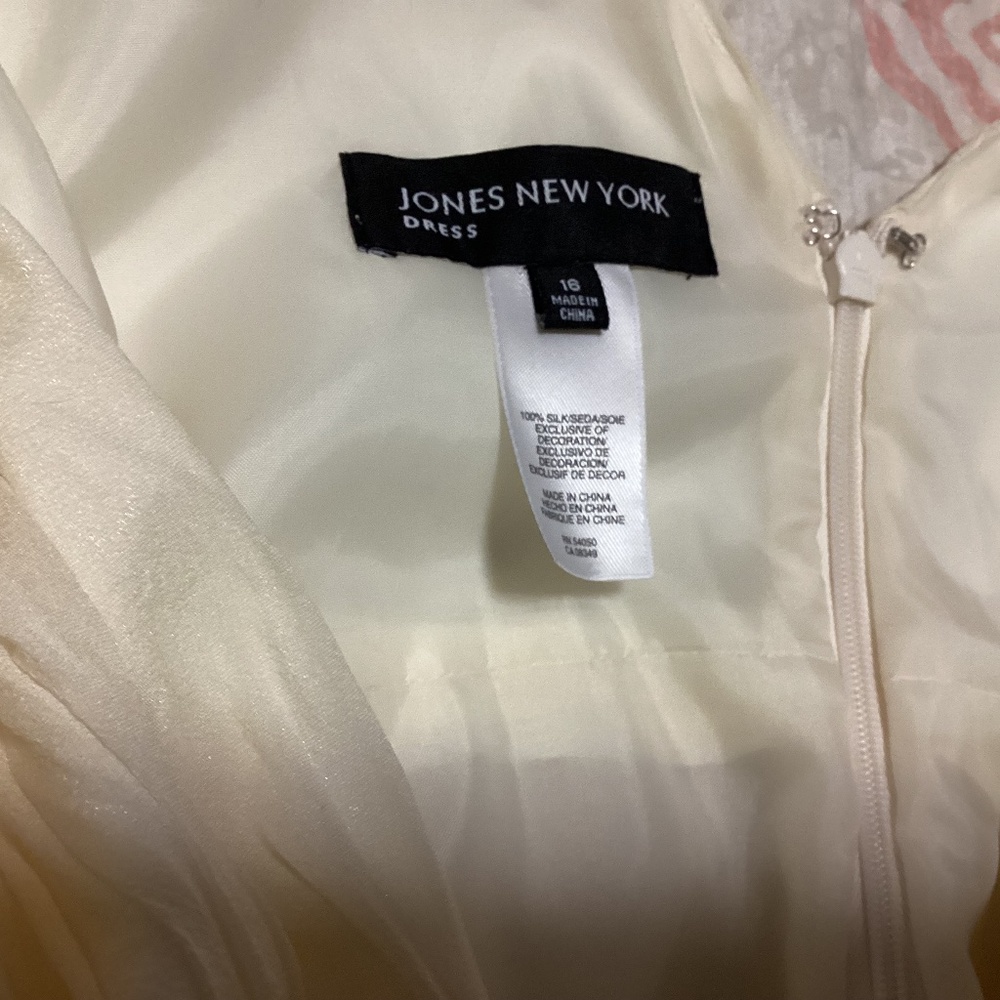 JONES NEW YORK
DRESS
16
MADE IN
CHINA
100% SILK/SEDA/SOIE
EXCLUSIVE OF
DECORATION/
EXCLUSIVO DE
DECORACION/
EXCLUSIF DE DECOR
MADE IN CHINA
HECHO EN CHINA
FABRIQUE EN CHINE
RN 54050
CA 08349